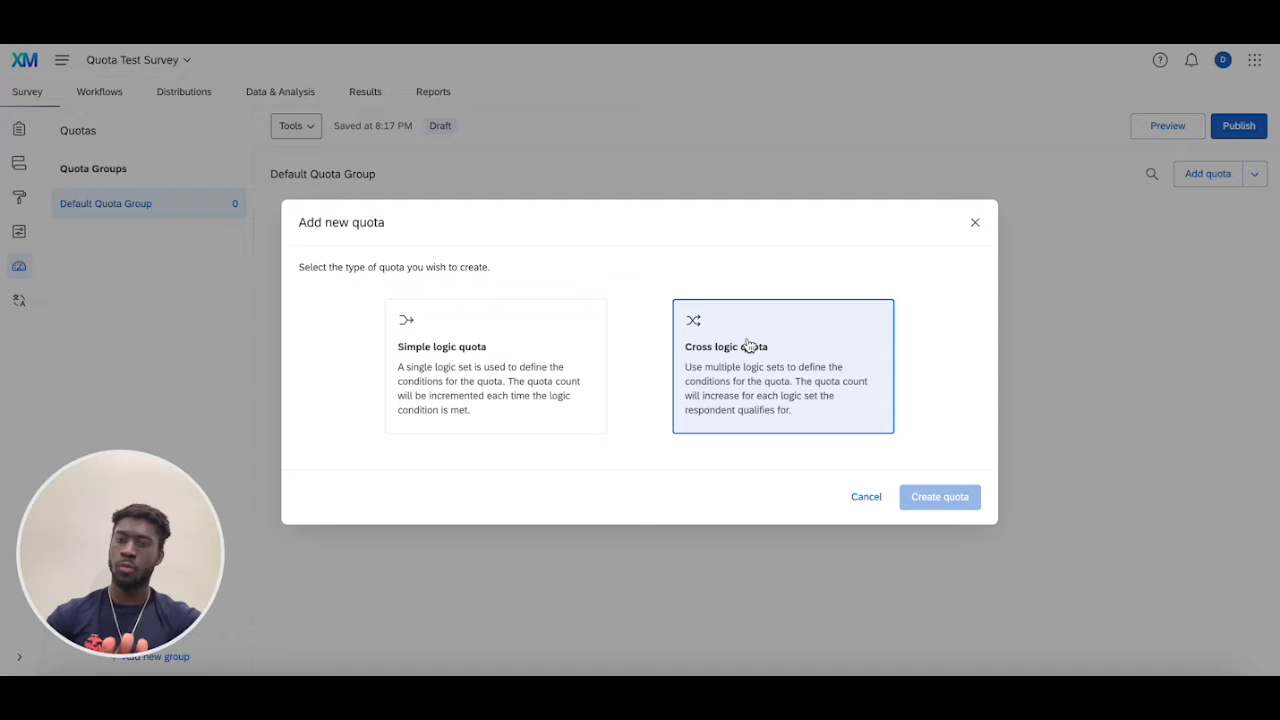 XM
Quota Test Survey
D
Survey
Workflows
Distributions
Data & Analysis
Results
Reports
Quotas
Tools
Saved at 8:17 PM
Draft
Preview
Publish
Quota Groups
Default Quota Group
Add quota
Default Quota Group
0
Add new quota
Select the type of quota you wish to create.
Simple logic quota
A single logic set is used to define the
conditions for the quota. The quota count
will be incremented each time the logic
condition is met.
Cross logic quota
Use multiple logic sets to define the
conditions for the quota. The quota count
will increase for each logic set the
respondent qualifies for.
Cancel
Create quota
Add new group